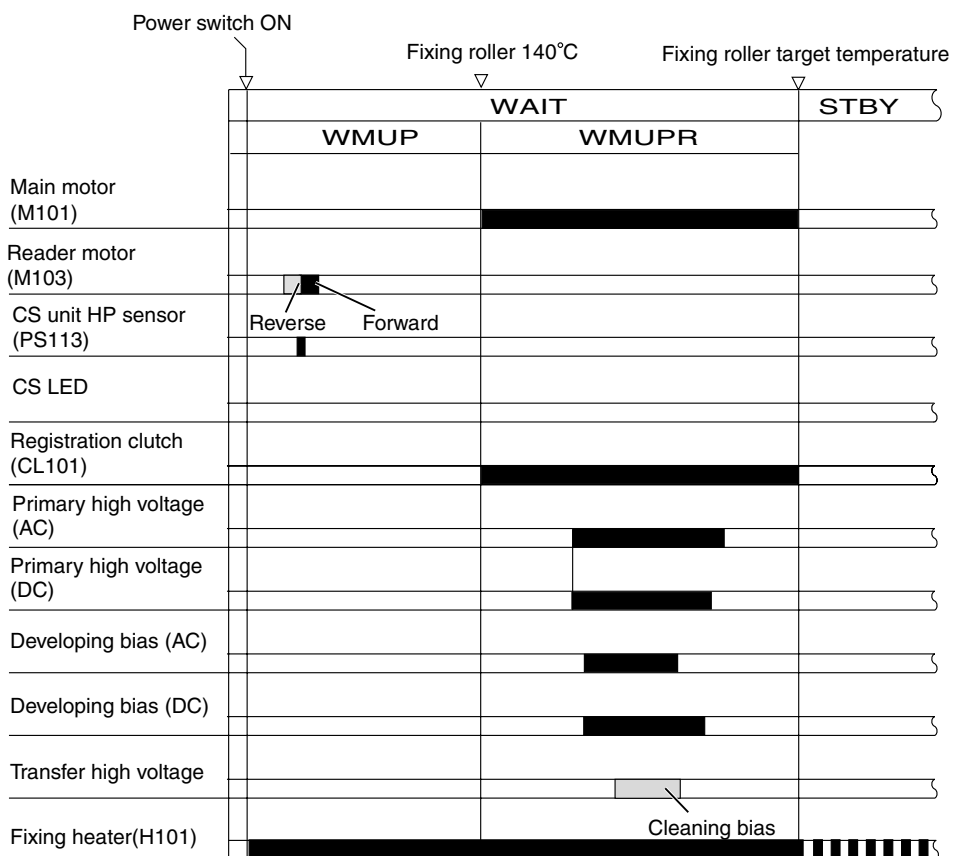 Power switch ON
Fixing roller 140°C
Fixing roller target temperature
WAIT
STBY
WMUP
WMUPR
Main motor
(M101)
Reader motor
(M103)
Reverse
Forward
CS unit HP sensor
(PS113)
CS LED
Registration clutch
(CL101)
Primary high voltage
(AC)
Primary high voltage
(DC)
Developing bias (AC)
Developing bias (DC)
Transfer high voltage
Cleaning bias
Fixing heater(H101)